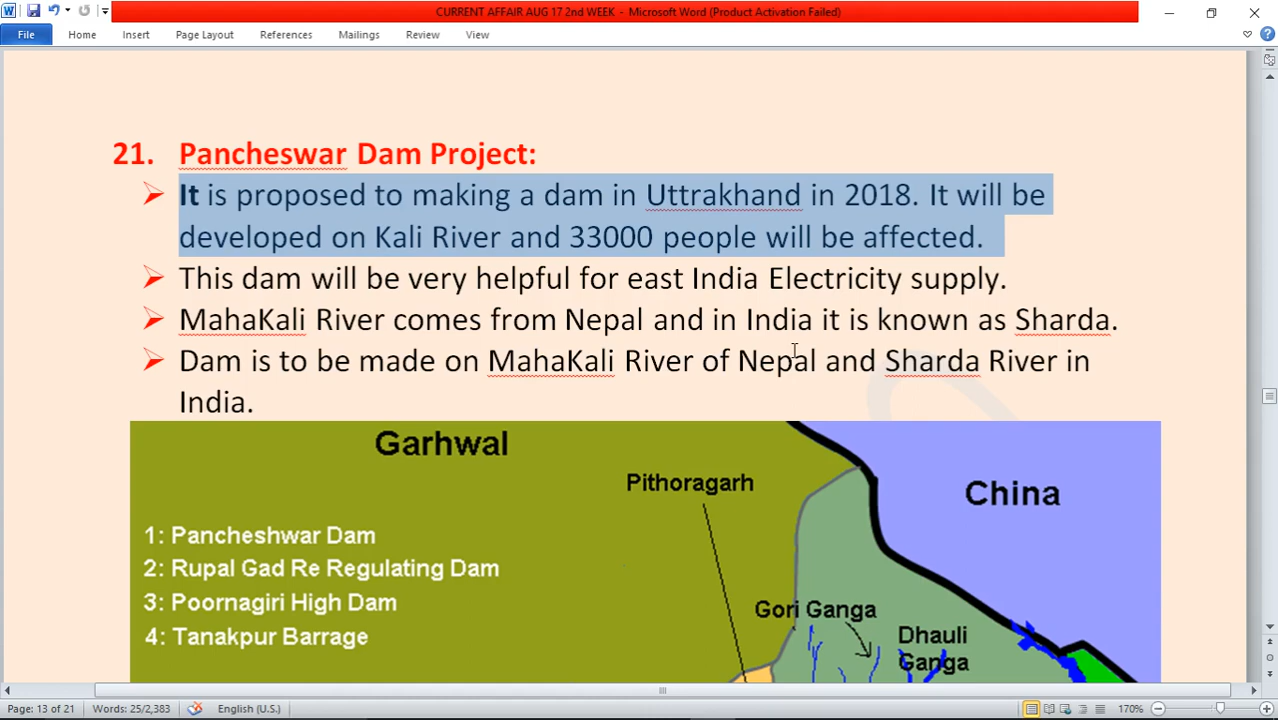 CURRENT AFFAIR AUG 17 2nd WEEK - Microsoft Word (Product Activation Failed)
File Home Insert Page Layout References Mailings Review View
21. Pancheswar Dam Project:
It is proposed to making a dam in Uttrakhand in 2018. It will be
developed on Kali River and 33000 people will be affected.
This dam will be very helpful for east India Electricity supply.
MahaKali River comes from Nepal and in India it is known as Sharda.
Dam is to be made on MahaKali River of Nepal and Sharda River in
India.
Garhwal
Pithoragarh
China
1: Pancheshwar Dam
2: Rupal Gad Re Regulating Dam
3: Poornagiri High Dam
4: Tanakpur Barrage
Gori Ganga
Dhauli
Ganga
Page: 13 of 21 Words: 25/2,383 English (U.S.) 170%